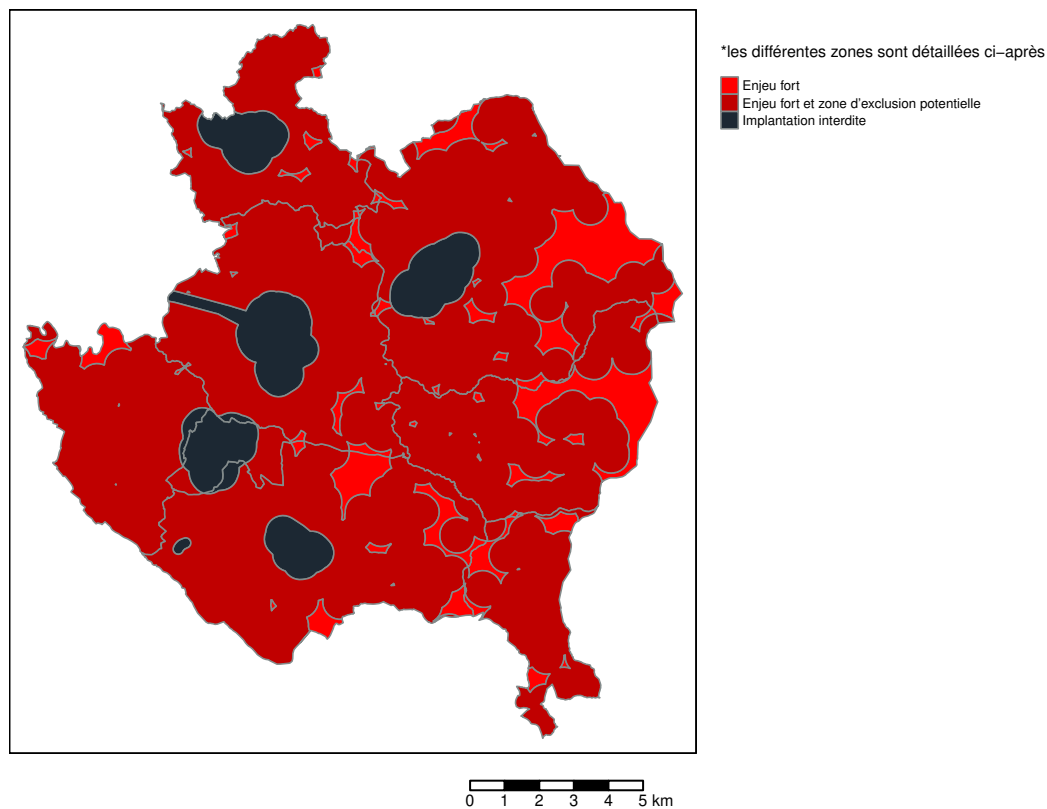 *les différentes zones sont détaillées ci−après
Enjeu fort
Enjeu fort et zone d'exclusion potentielle
Implantation interdite
0 1 2 3 4 5 km